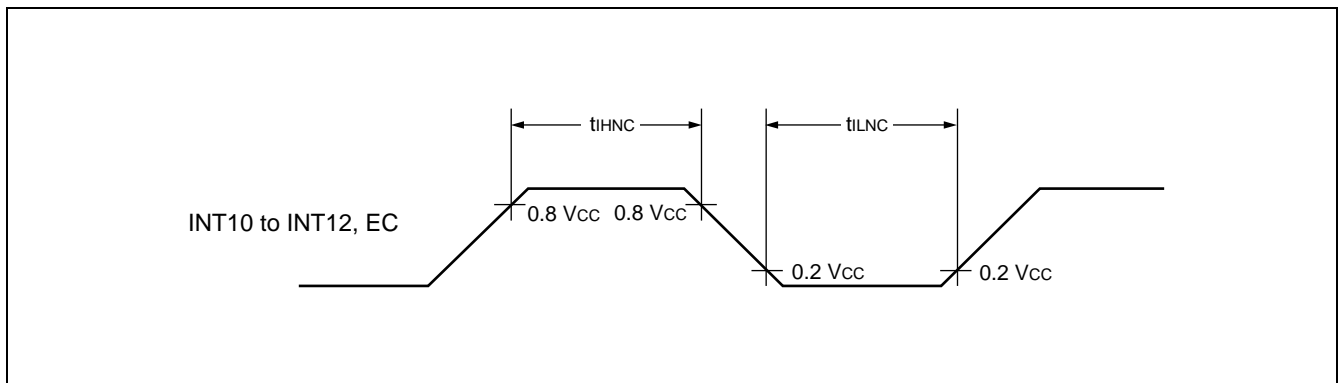 tIHNC tILNC
0.8 VCC 0.8 VCC
INT10 to INT12, EC
0.2 VCC 0.2 VCC